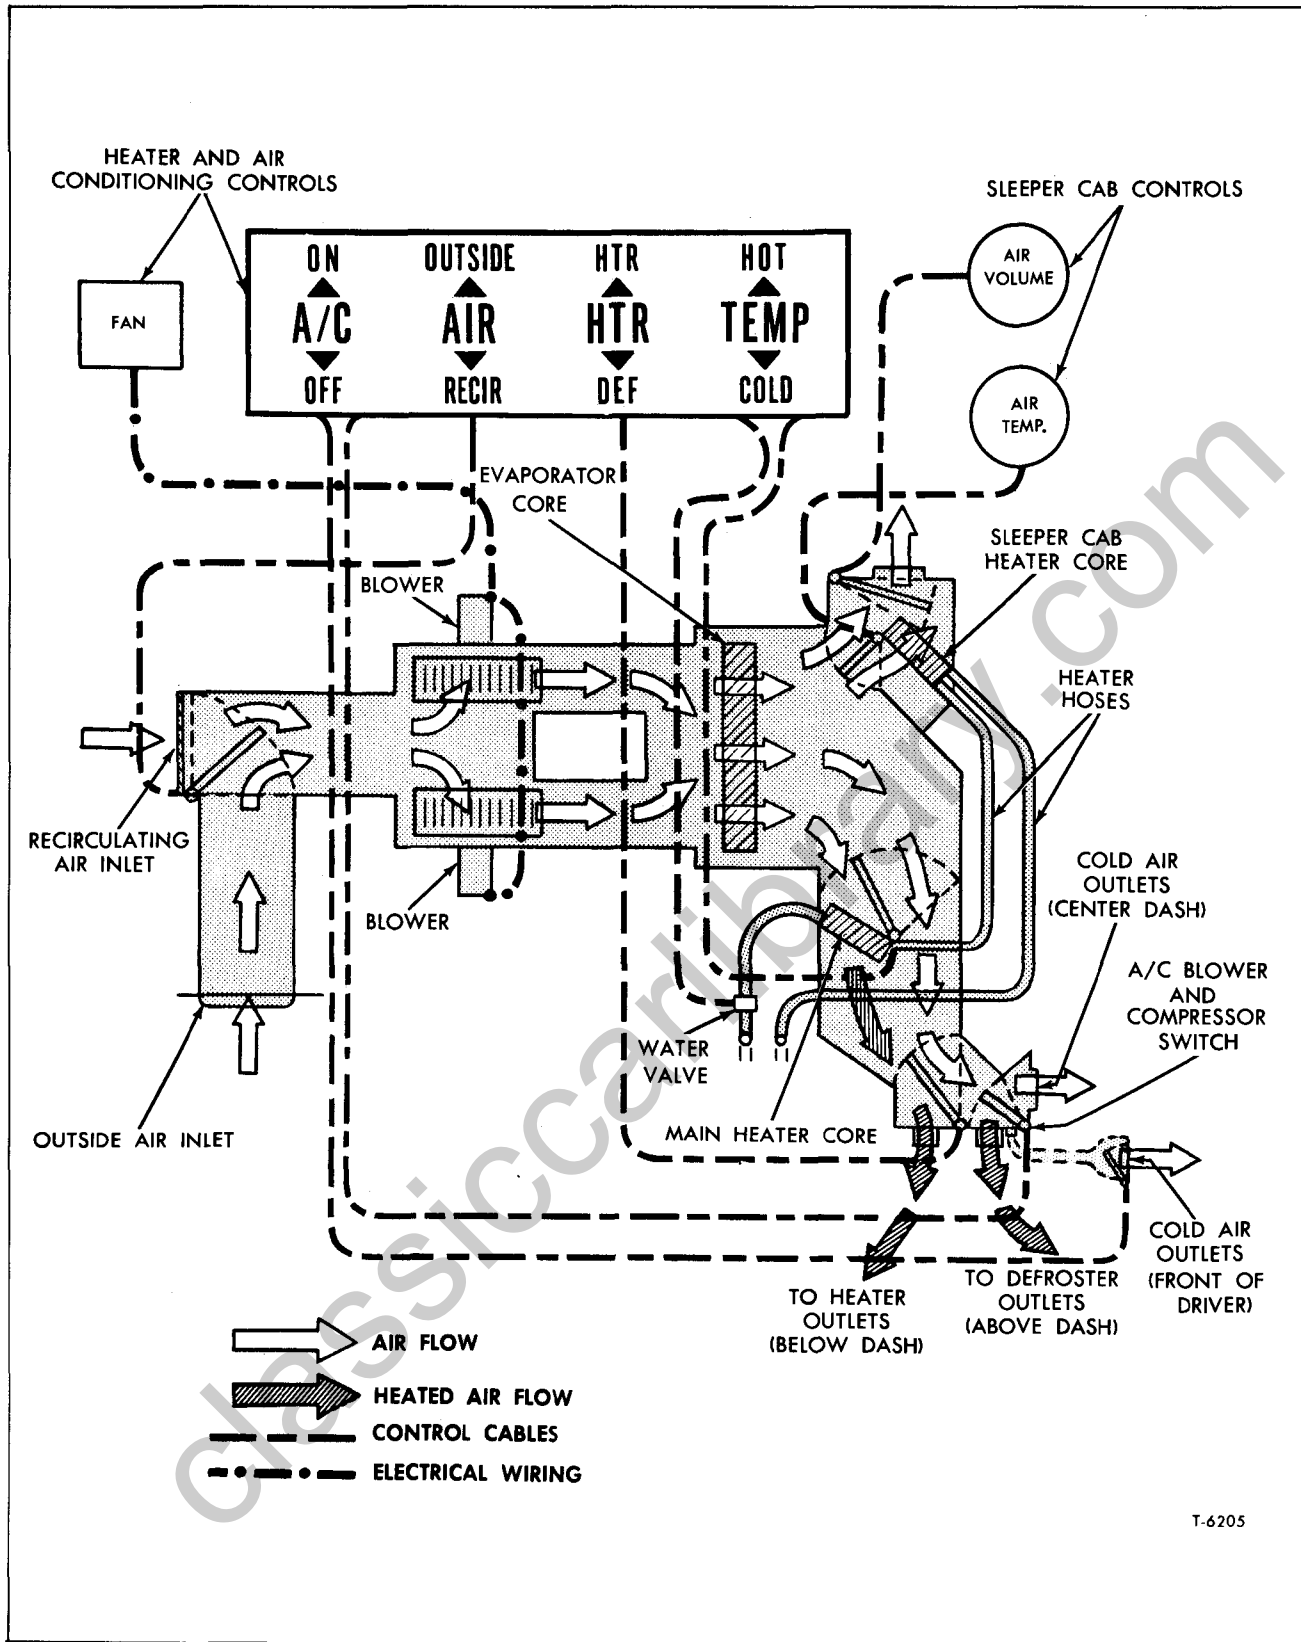 HEATER AND AIR
CONDITIONING CONTROLS
SLEEPER CAB CONTROLS
FAN
ON
OUTSIDE
HTR
HOT
A/C
AIR
HTR
TEMP
OFF
RECIR
DEF
COLD
AIR
VOLUME
AIR
TEMP.
EVAPORATOR
CORE
SLEEPER CAB
HEATER CORE
BLOWER
HEATER
HOSES
RECIRCULATING
AIR INLET
BLOWER
COLD AIR
OUTLETS
(CENTER DASH)
A/C BLOWER
AND
COMPRESSOR
SWITCH
WATER
VALVE
OUTSIDE AIR INLET
MAIN HEATER CORE
COLD AIR
OUTLETS
(FRONT OF
DRIVER)
TO HEATER
OUTLETS
(BELOW DASH)
TO DEFROSTER
OUTLETS
(ABOVE DASH)
AIR FLOW
HEATED AIR FLOW
CONTROL CABLES
ELECTRICAL WIRING
T-6205
classiccarlibrary.com